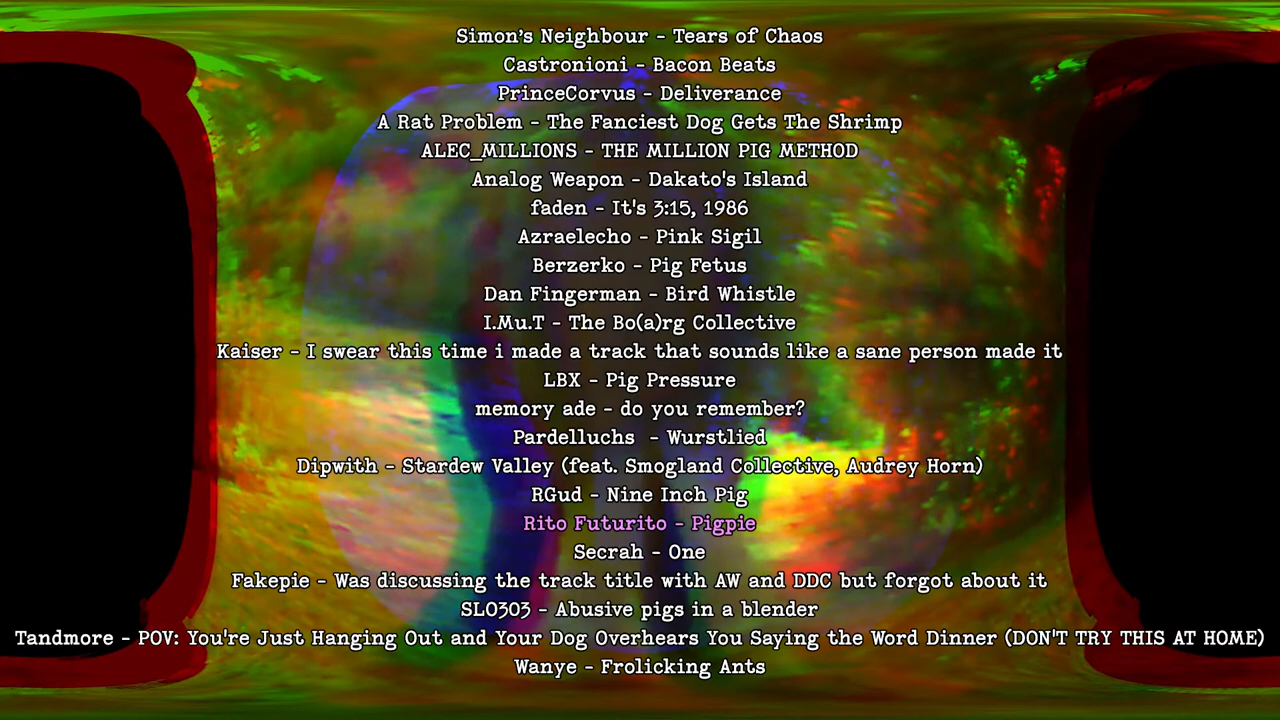 Simon’s Neighbour - Tears of Chaos
Castronioni - Bacon Beats
PrinceCorvus - Deliverance
A Rat Problem - The Fanciest Dog Gets The Shrimp
ALEC_MILLIONS - THE MILLION PIG METHOD
Analog Weapon - Dakato's Island
faden - It's 3:15, 1986
Azraelecho - Pink Sigil
Berzerko - Pig Fetus
Dan Fingerman - Bird Whistle
I.Mu.T - The Bo(a)rg Collective
Kaiser - I swear this time i made a track that sounds like a sane person made it
LBX - Pig Pressure
memory ade - do you remember?
Pardelluchs - Wurstlied
Dipwith - Stardew Valley (feat. Smogland Collective, Audrey Horn)
RGud - Nine Inch Pig
Rito Futurito - Pigpie
Secrah - One
Fakepie - Was discussing the track title with AW and DDC but forgot about it
SLO303 - Abusive pigs in a blender
Tandmore - POV: You're Just Hanging Out and Your Dog Overhears You Saying the Word Dinner (DON'T TRY THIS AT HOME)
Wanye - Frolicking Ants